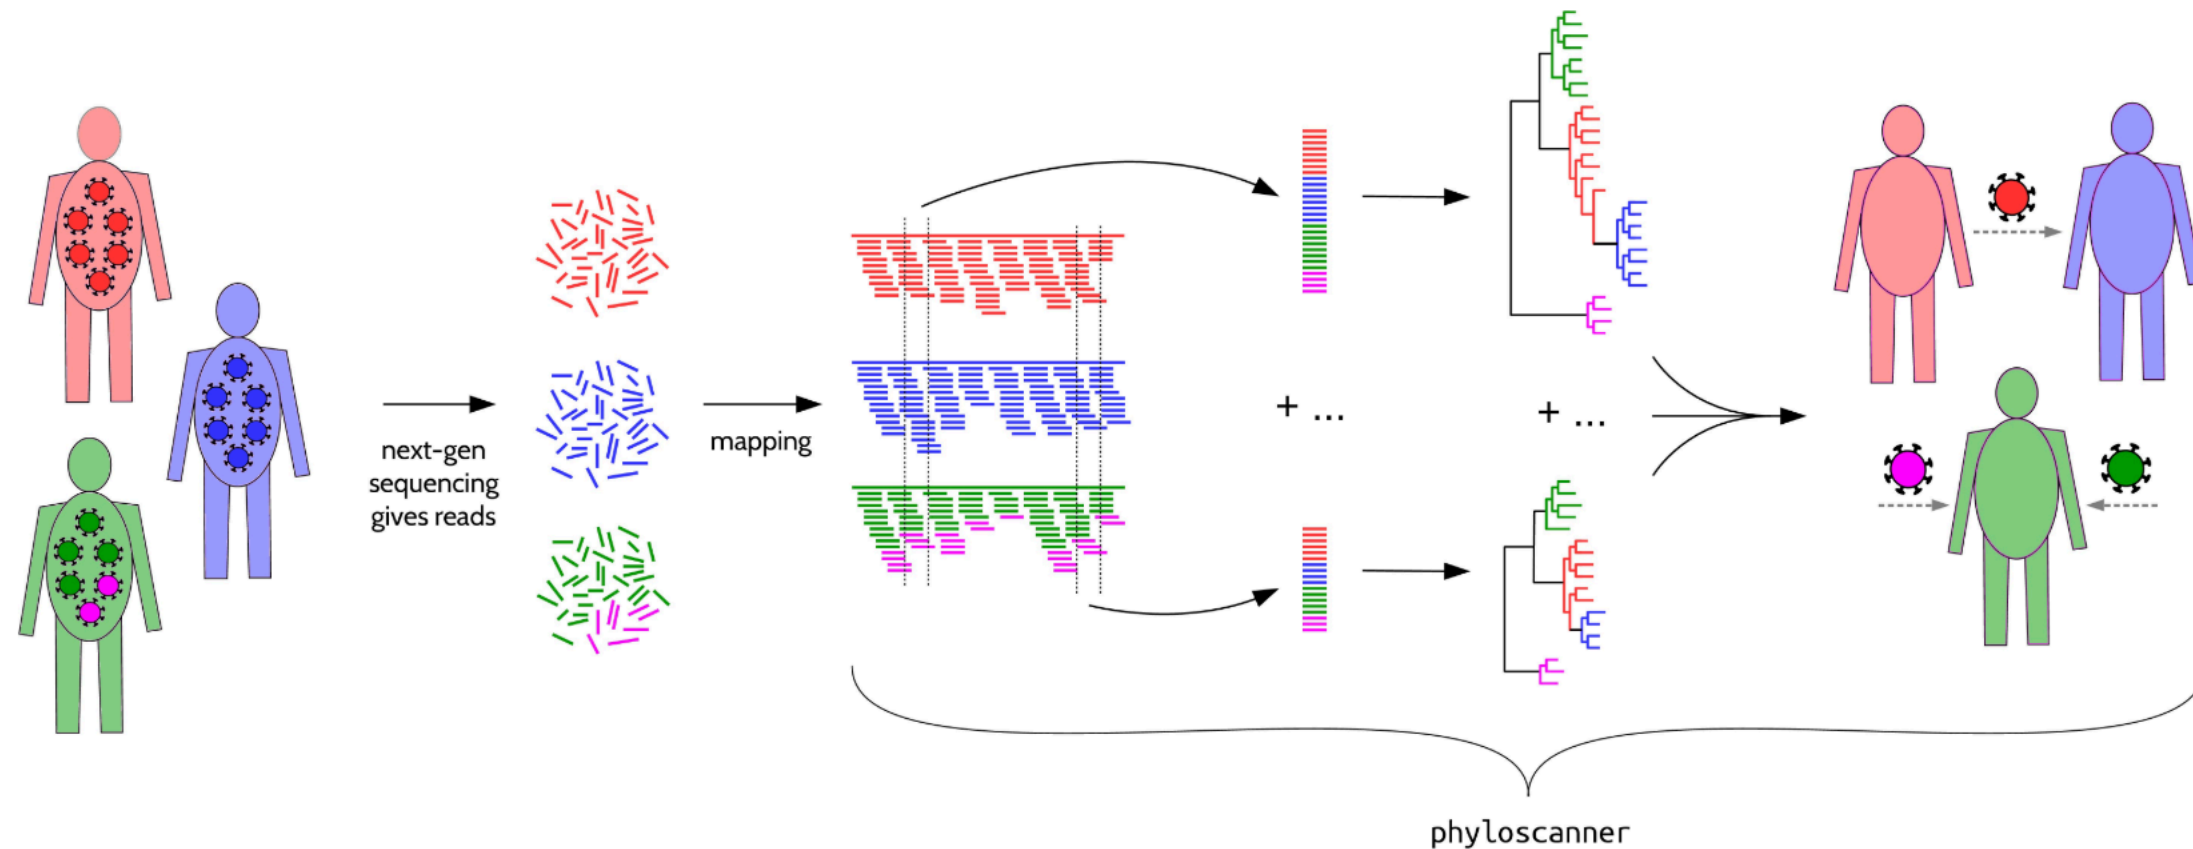 next-gen
sequencing
gives reads
mapping
+ ...
+ ...
phyloscanner